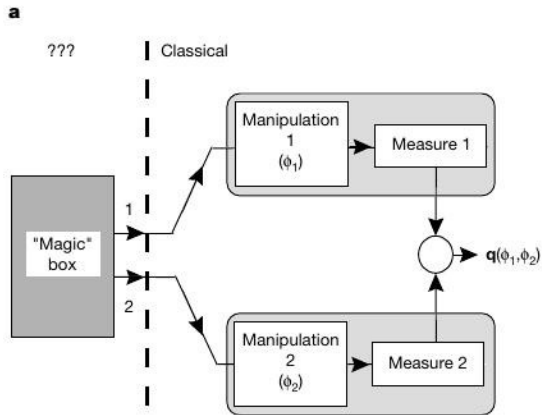 a
???
Classical
Manipulation
1
(ϕ₁)
Measure 1
1
"Magic"
box
2
q(ϕ₁,ϕ₂)
Manipulation
2
(ϕ₂)
Measure 2